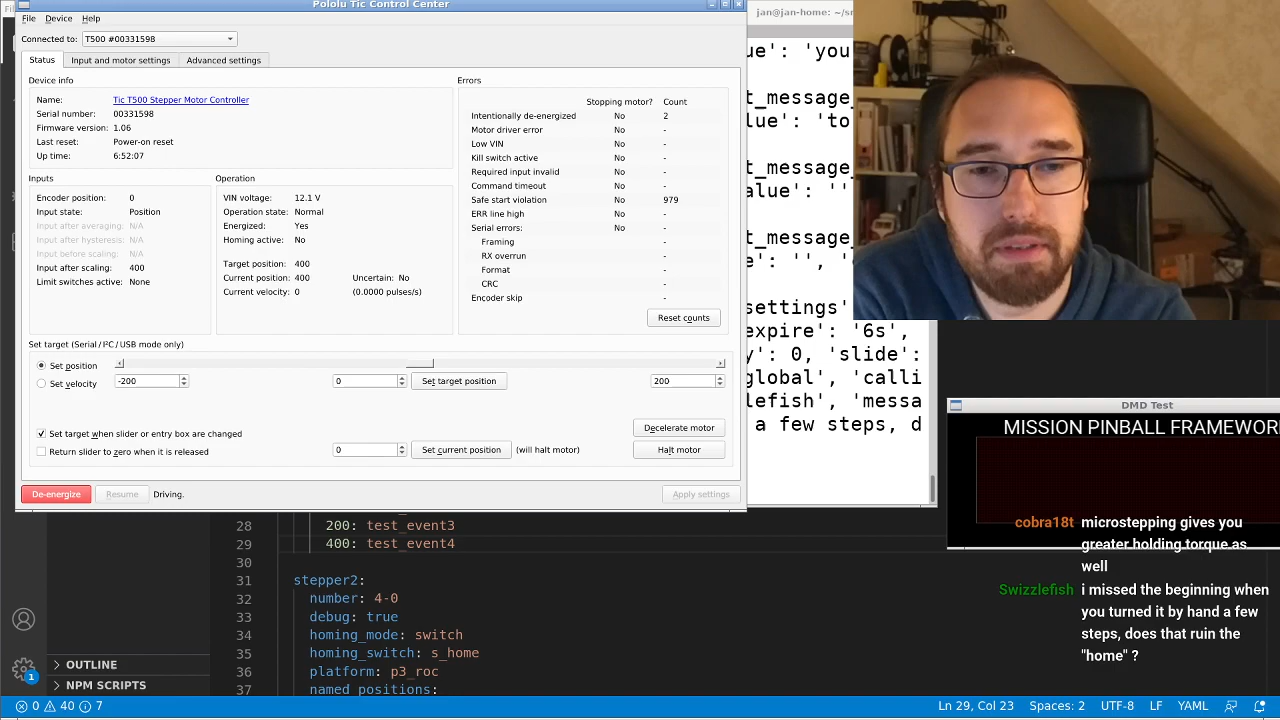 Pololu Tic Control Center
File Device Help
jan@jan-home: ~/sr
Connected to: T500 #00331598
Status Input and motor settings Advanced settings
Device info
Name: Tic T500 Stepper Motor Controller
Serial number: 00331598
Firmware version: 1.06
Last reset: Power-on reset
Up time: 6:52:07
Errors
Stopping motor? Count
Intentionally de-energized No 2
Motor driver error No -
Low VIN No -
Kill switch active No -
Required input invalid No -
Command timeout No -
Safe start violation No 979
ERR line high No -
Serial errors: No
Framing -
RX overrun -
Format -
CRC -
Encoder skip -
Reset counts
Inputs
Encoder position: 0
Input state: Position
Input after averaging: N/A
Input after hysteresis: N/A
Input before scaling: N/A
Input after scaling: 400
Limit switches active: None
Operation
VIN voltage: 12.1 V
Operation state: Normal
Energized: Yes
Homing active: No
Target position: 400
Current position: 400 Uncertain: No
Current velocity: 0 (0.0000 pulses/s)
Set target (Serial / I²C / USB mode only)
Set position
Set velocity -200 0 Set target position 200
Decelerate motor
Set target when slider or entry box are changed
Return slider to zero when it is released 0 Set current position (will halt motor) Halt motor
De-energize Resume Driving. Apply settings
ue': 'you
t_message_
lue': 'to
t_message_
alue': ''
t_message_
e': '', '
settings'
expire': '6s',
y': 0, 'slide':
global', 'calli
lefish', 'messa
a few steps, d
DMD Test
MISSION PINBALL FRAMEWORK
cobra18t microstepping gives you
greater holding torque as
well
Swizzlefish i missed the beginning when
you turned it by hand a few
steps, does that ruin the
"home" ?
28 200: test_event3
29 400: test_event4
30
31 stepper2:
32 number: 4-0
33 debug: true
34 homing_mode: switch
35 homing_switch: s_home
36 platform: p3_roc
37 named_positions:
1
OUTLINE
NPM SCRIPTS
0 40 7 Ln 29, Col 23 Spaces: 2 UTF-8 LF YAML